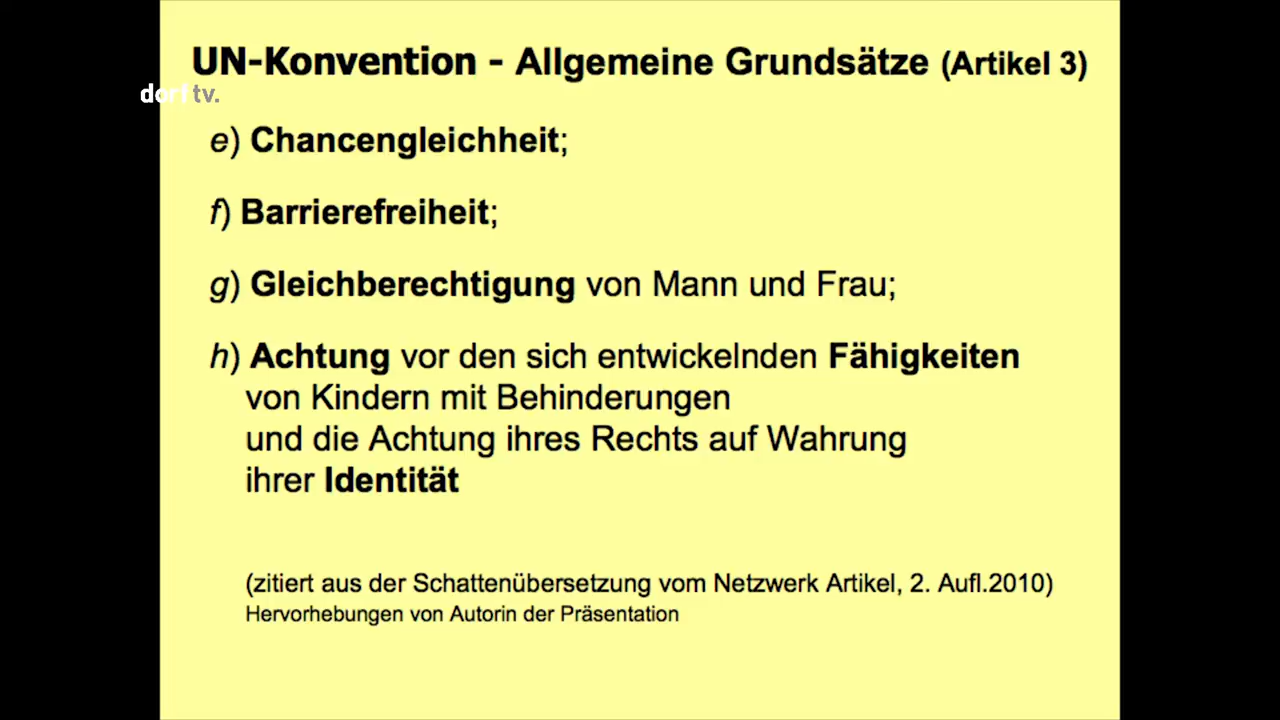 UN-Konvention - Allgemeine Grundsätze (Artikel 3)
dorf tv.
e) Chancengleichheit;
f) Barrierefreiheit;
g) Gleichberechtigung von Mann und Frau;
h) Achtung vor den sich entwickelnden Fähigkeiten
von Kindern mit Behinderungen
und die Achtung ihres Rechts auf Wahrung
ihrer Identität
(zitiert aus der Schattenübersetzung vom Netzwerk Artikel, 2. Aufl.2010)
Hervorhebungen von Autorin der Präsentation